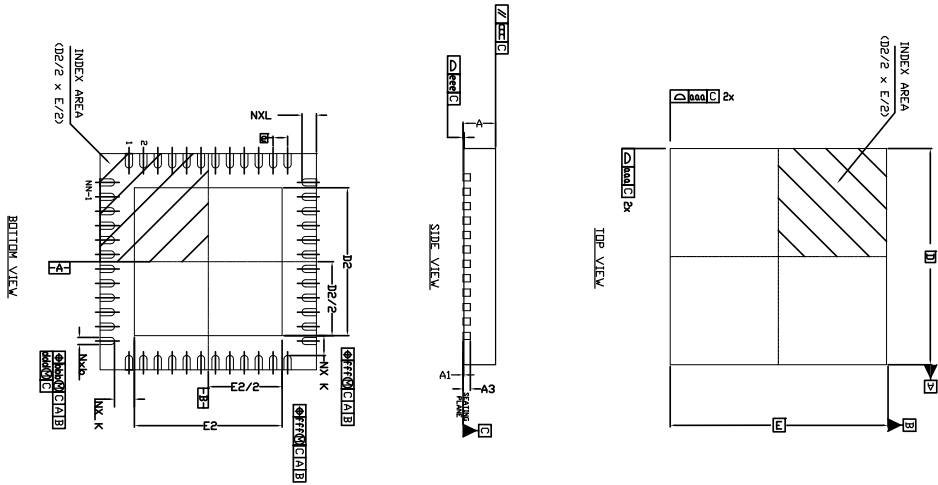 INDEX AREA
(D2/2 x E/2)
NXL
e
1
2
NN-1
D2
D2/2
-A-
Nxb
bbb M C A B
ddd M C
NX K
NX K
fff M C A B
E2/2
-B-
E2
fff M C A B
BOTTOM VIEW
// C
eee C
A
SIDE VIEW
A1
A3
SEATING
PLANE
C
INDEX AREA
(D2/2 x E/2)
aaa C 2x
aaa C 2x
TOP VIEW
D
A
E
B